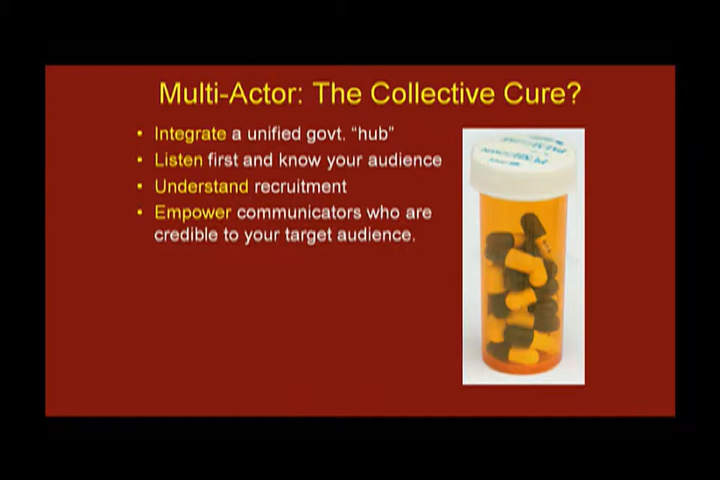 Multi-Actor: The Collective Cure?
• Integrate a unified govt. "hub"
• Listen first and know your audience
• Understand recruitment
• Empower communicators who are
credible to your target audience.